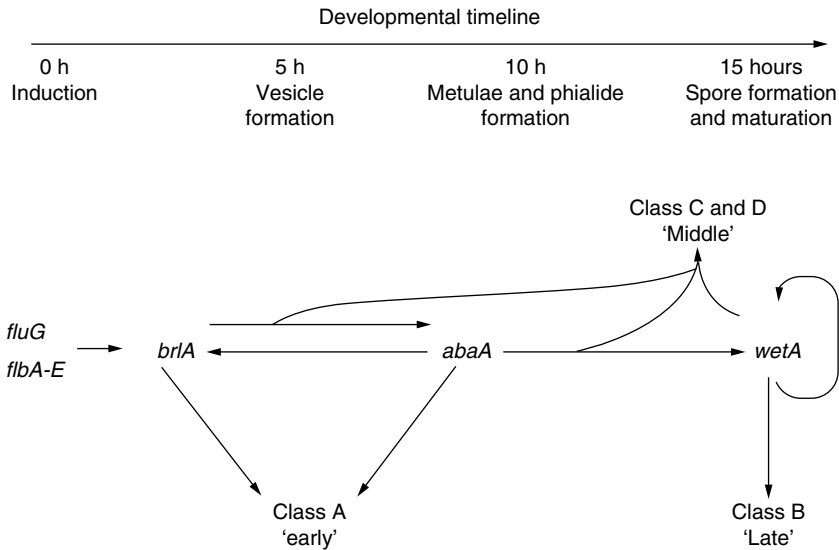 Developmental timeline
0 h
Induction
5 h
Vesicle
formation
10 h
Metulae and phialide
formation
15 hours
Spore formation
and maturation
Class C and D
‘Middle’
fluG
flbA-E
brlA
abaA
wetA
Class A
‘early’
Class B
‘Late’